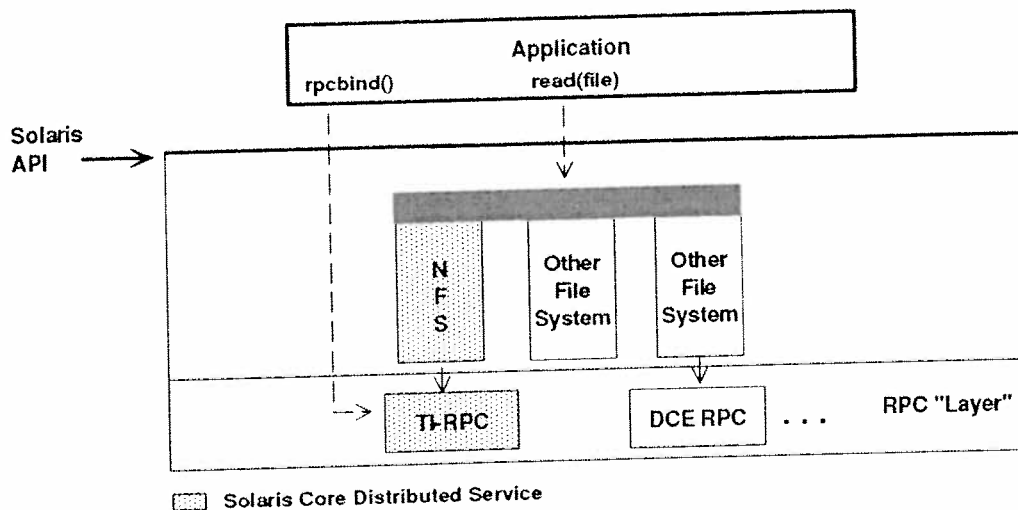 Application
rpcbind()
read(file)
Solaris
API
N
F
S
Other
File
System
Other
File
System
TI-RPC
DCE RPC
. . .
RPC "Layer"
Solaris Core Distributed Service